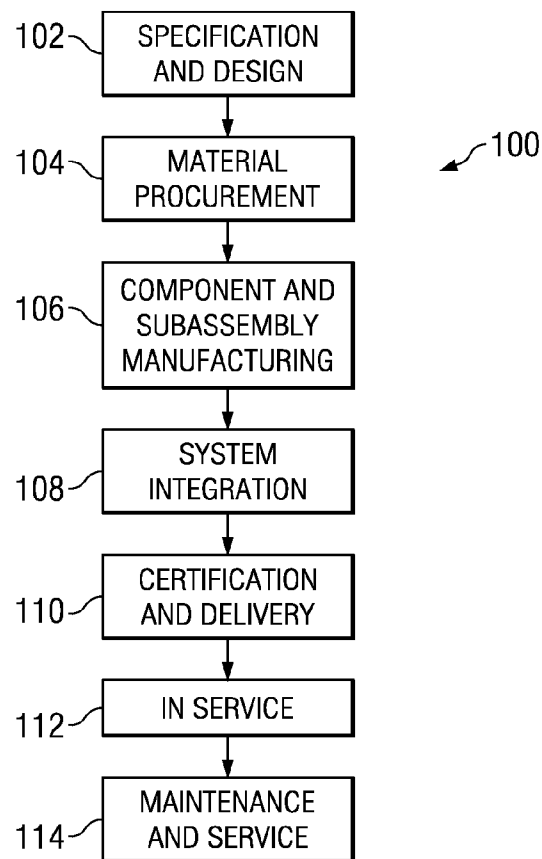 102
SPECIFICATION
AND DESIGN
100
104
MATERIAL
PROCUREMENT
106
COMPONENT AND
SUBASSEMBLY
MANUFACTURING
108
SYSTEM
INTEGRATION
110
CERTIFICATION
AND DELIVERY
112
IN SERVICE
114
MAINTENANCE
AND SERVICE